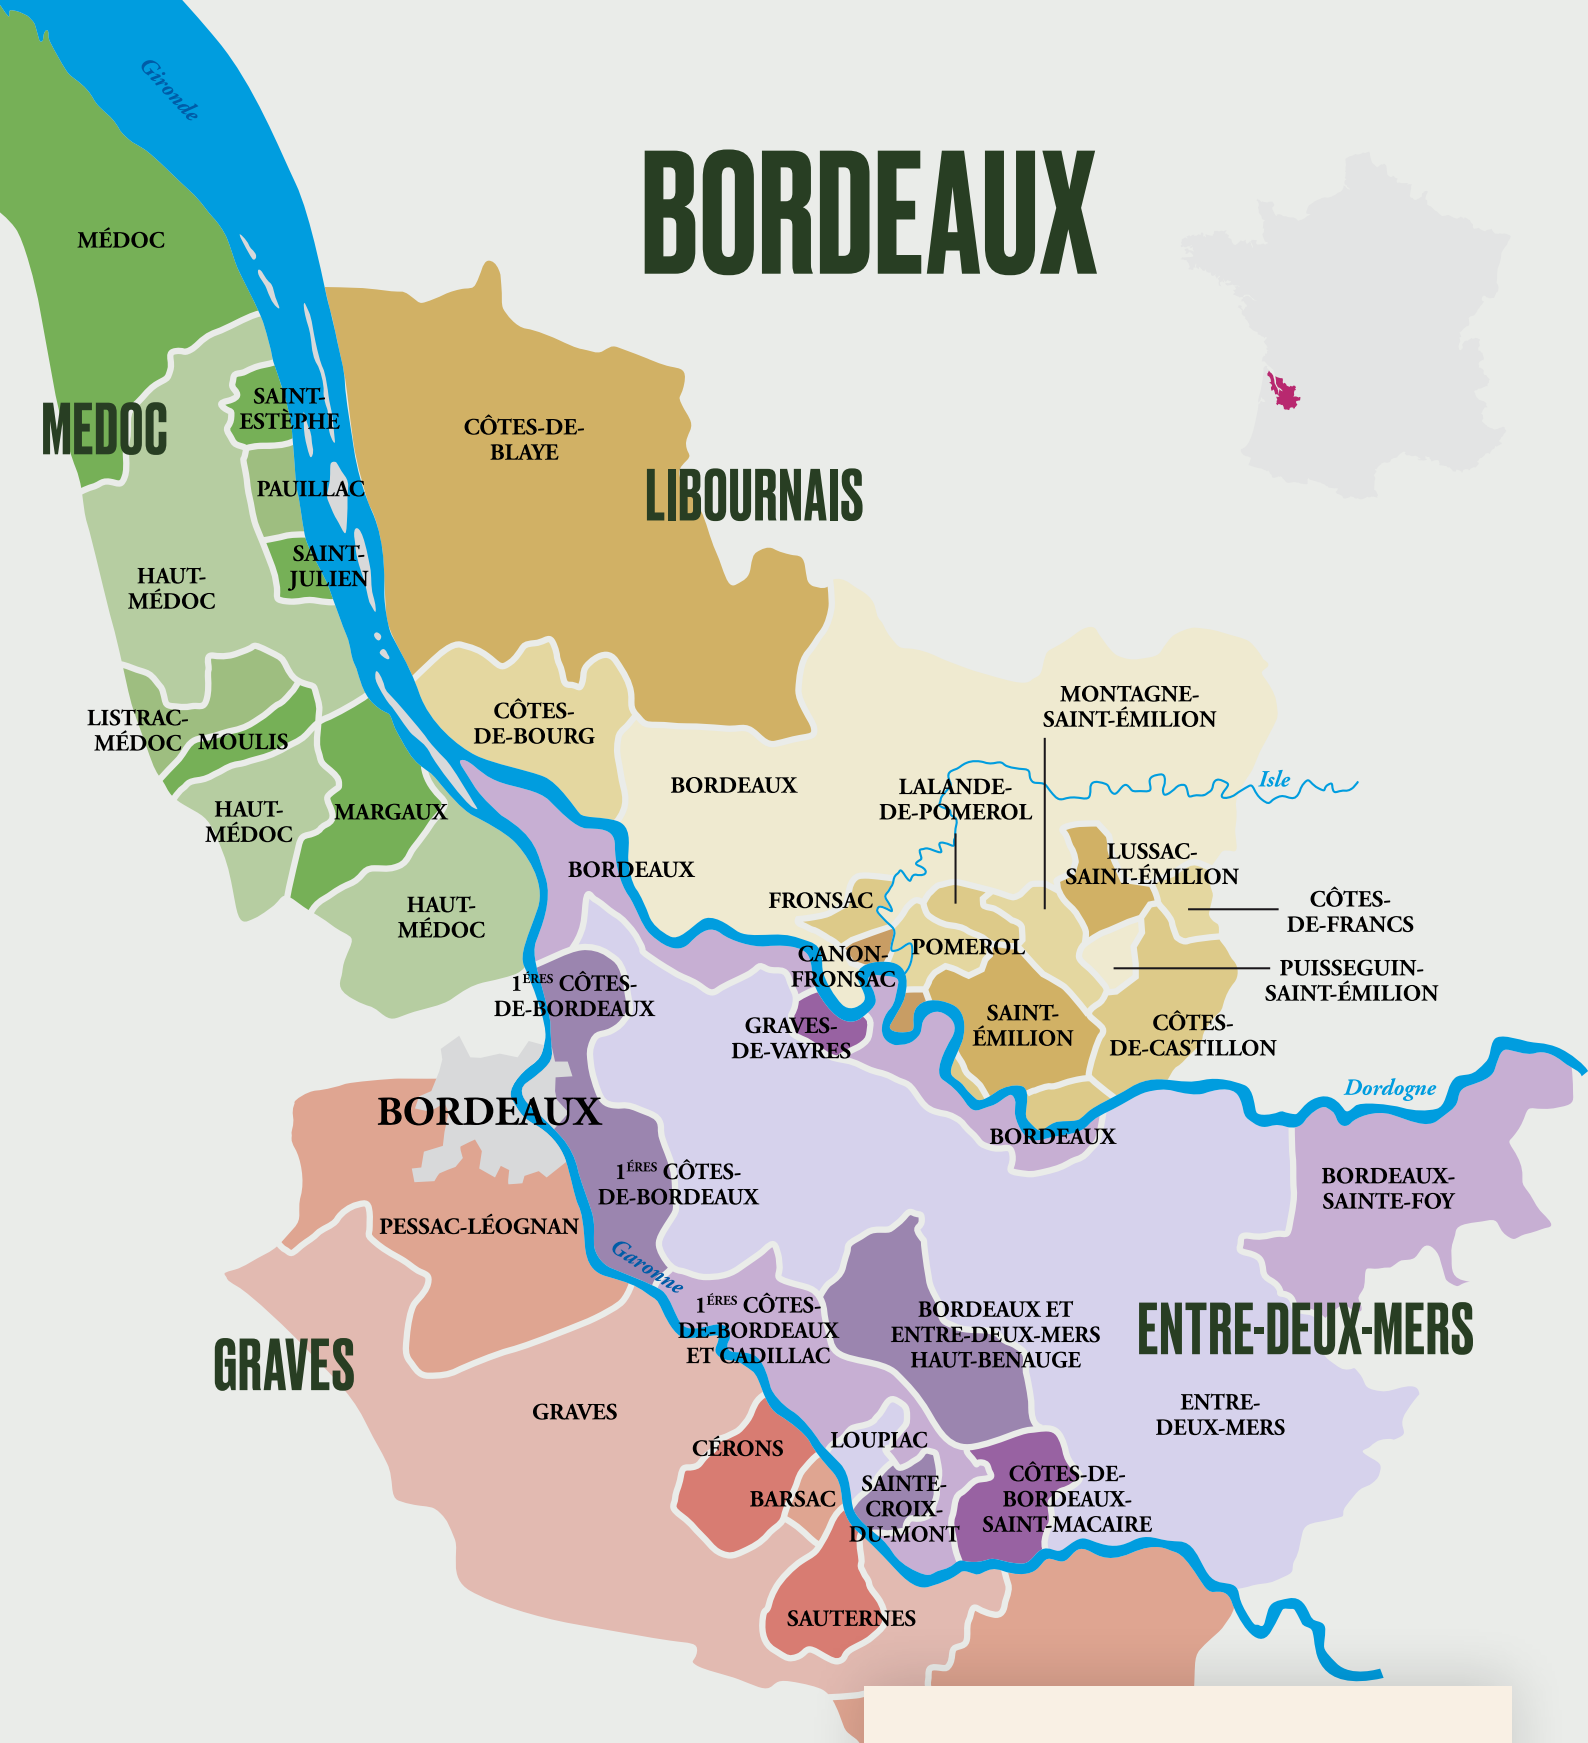 Gironde
BORDEAUX
MÉDOC
SAINT-
ESTÈPHE
MEDOC
CÔTES-DE-
BLAYE
LIBOURNAIS
PAUILLAC
SAINT-
JULIEN
HAUT-
MÉDOC
MONTAGNE-
SAINT-ÉMILION
LISTRAC-
MÉDOC
MOULIS
CÔTES-
DE-BOURG
BORDEAUX
LALANDE-
DE-POMEROL
Isle
HAUT-
MÉDOC
MARGAUX
BORDEAUX
LUSSAC-
SAINT-ÉMILION
FRONSAC
CÔTES-
DE-FRANCS
HAUT-
MÉDOC
CANON-
FRONSAC
POMEROL
PUISSEGUIN-
SAINT-ÉMILION
1ÉRES CÔTES-
DE-BORDEAUX
GRAVES-
DE-VAYRES
SAINT-
ÉMILION
CÔTES-
DE-CASTILLON
Dordogne
BORDEAUX
BORDEAUX
1ÉRES CÔTES-
DE-BORDEAUX
BORDEAUX-
SAINTE-FOY
PESSAC-LÉOGNAN
Garonne
1ÉRES CÔTES-
DE-BORDEAUX
ET CADILLAC
BORDEAUX ET
ENTRE-DEUX-MERS
HAUT-BENAUGE
ENTRE-DEUX-MERS
GRAVES
GRAVES
ENTRE-
DEUX-MERS
CÉRONS
LOUPIAC
BARSAC
SAINTE-
CROIX-
DU-MONT
CÔTES-DE-
BORDEAUX-
SAINT-MACAIRE
SAUTERNES